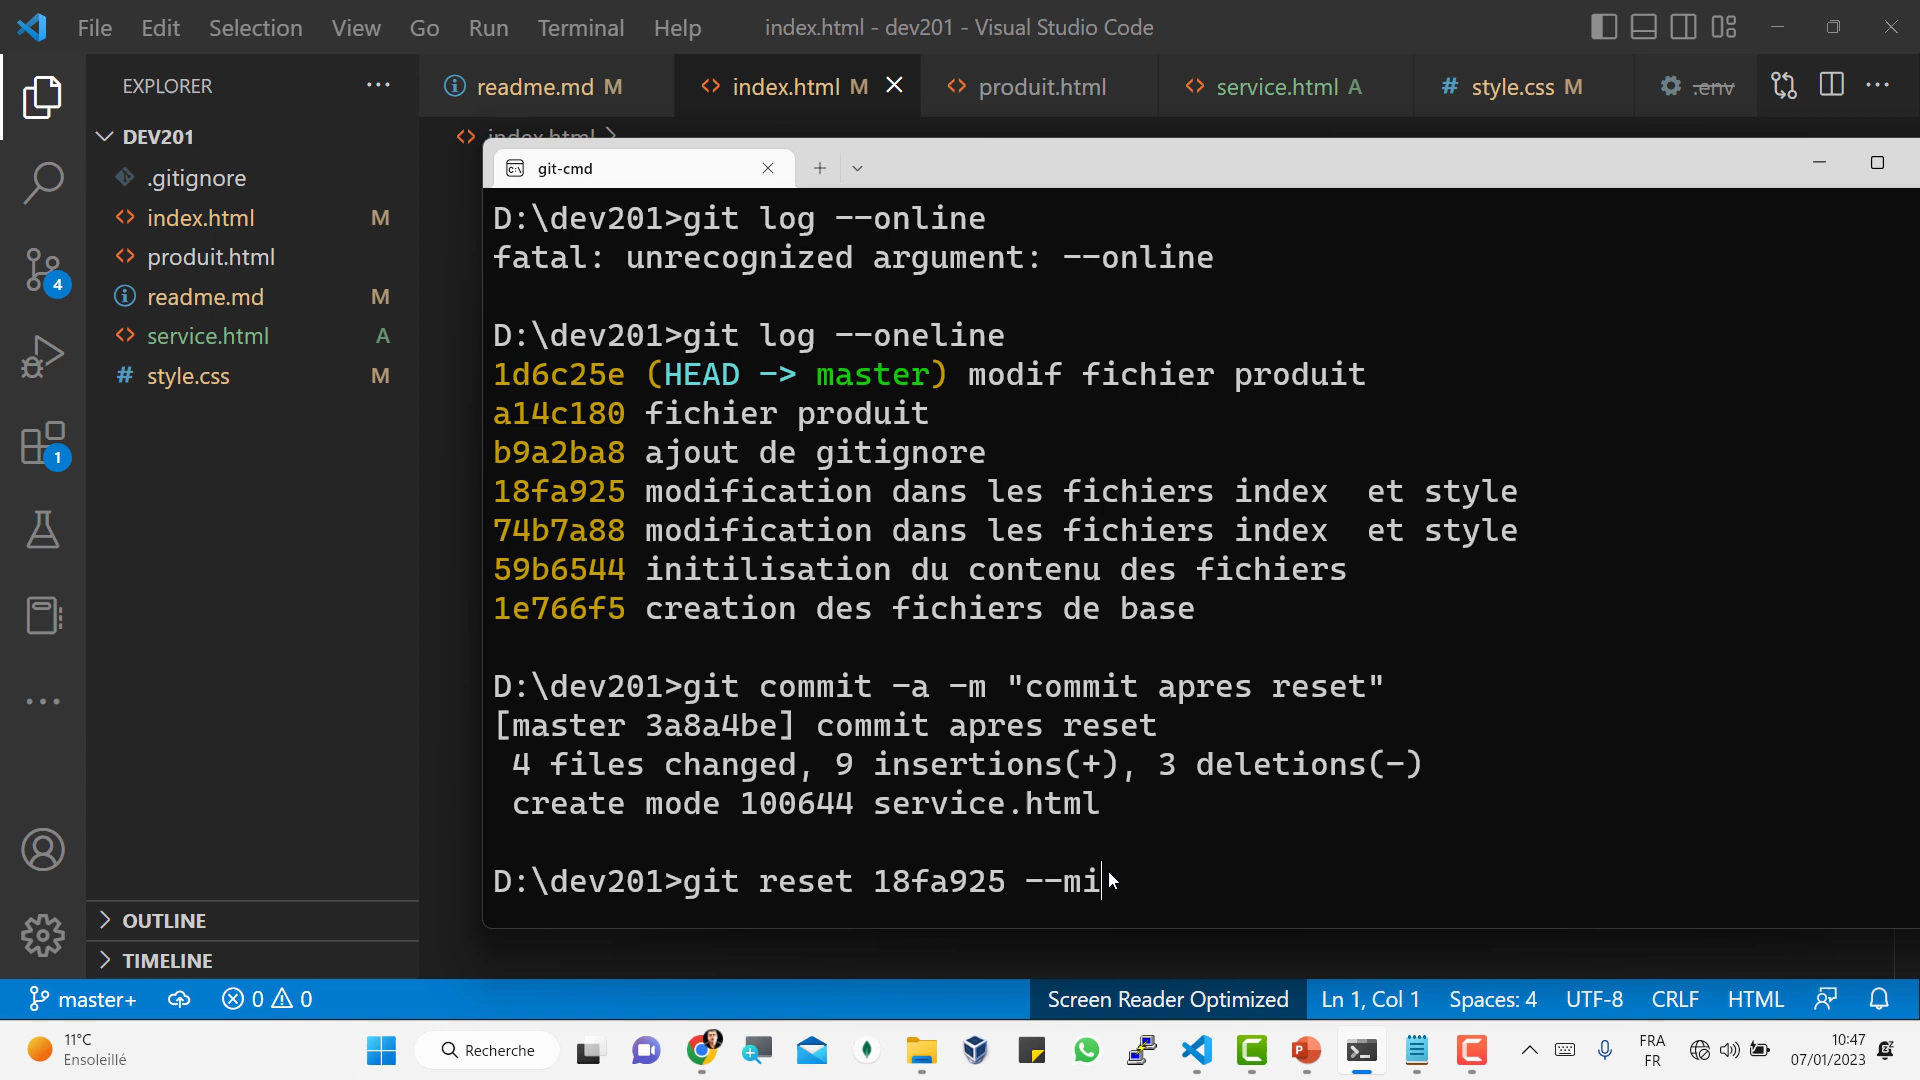 File Edit Selection View Go Run Terminal Help index.html - dev201 - Visual Studio Code
EXPLORER
readme.md M
index.html M
produit.html
service.html A
# style.css M
.env
DEV201
index.html
.gitignore
index.html M
produit.html
readme.md M
service.html A
# style.css M
4
1
git-cmd
D:\dev201>git log --online
fatal: unrecognized argument: --online
D:\dev201>git log --oneline
1d6c25e (HEAD -> master) modif fichier produit
a14c180 fichier produit
b9a2ba8 ajout de gitignore
18fa925 modification dans les fichiers index  et style
74b7a88 modification dans les fichiers index  et style
59b6544 initilisation du contenu des fichiers
1e766f5 creation des fichiers de base
D:\dev201>git commit -a -m "commit apres reset"
[master 3a8a4be] commit apres reset
 4 files changed, 9 insertions(+), 3 deletions(-)
 create mode 100644 service.html
D:\dev201>git reset 18fa925 --mi
OUTLINE
TIMELINE
master+ 0 0 Screen Reader Optimized Ln 1, Col 1 Spaces: 4 UTF-8 CRLF HTML
11°C
Ensoleillé
Recherche
FRA
FR
10:47
07/01/2023